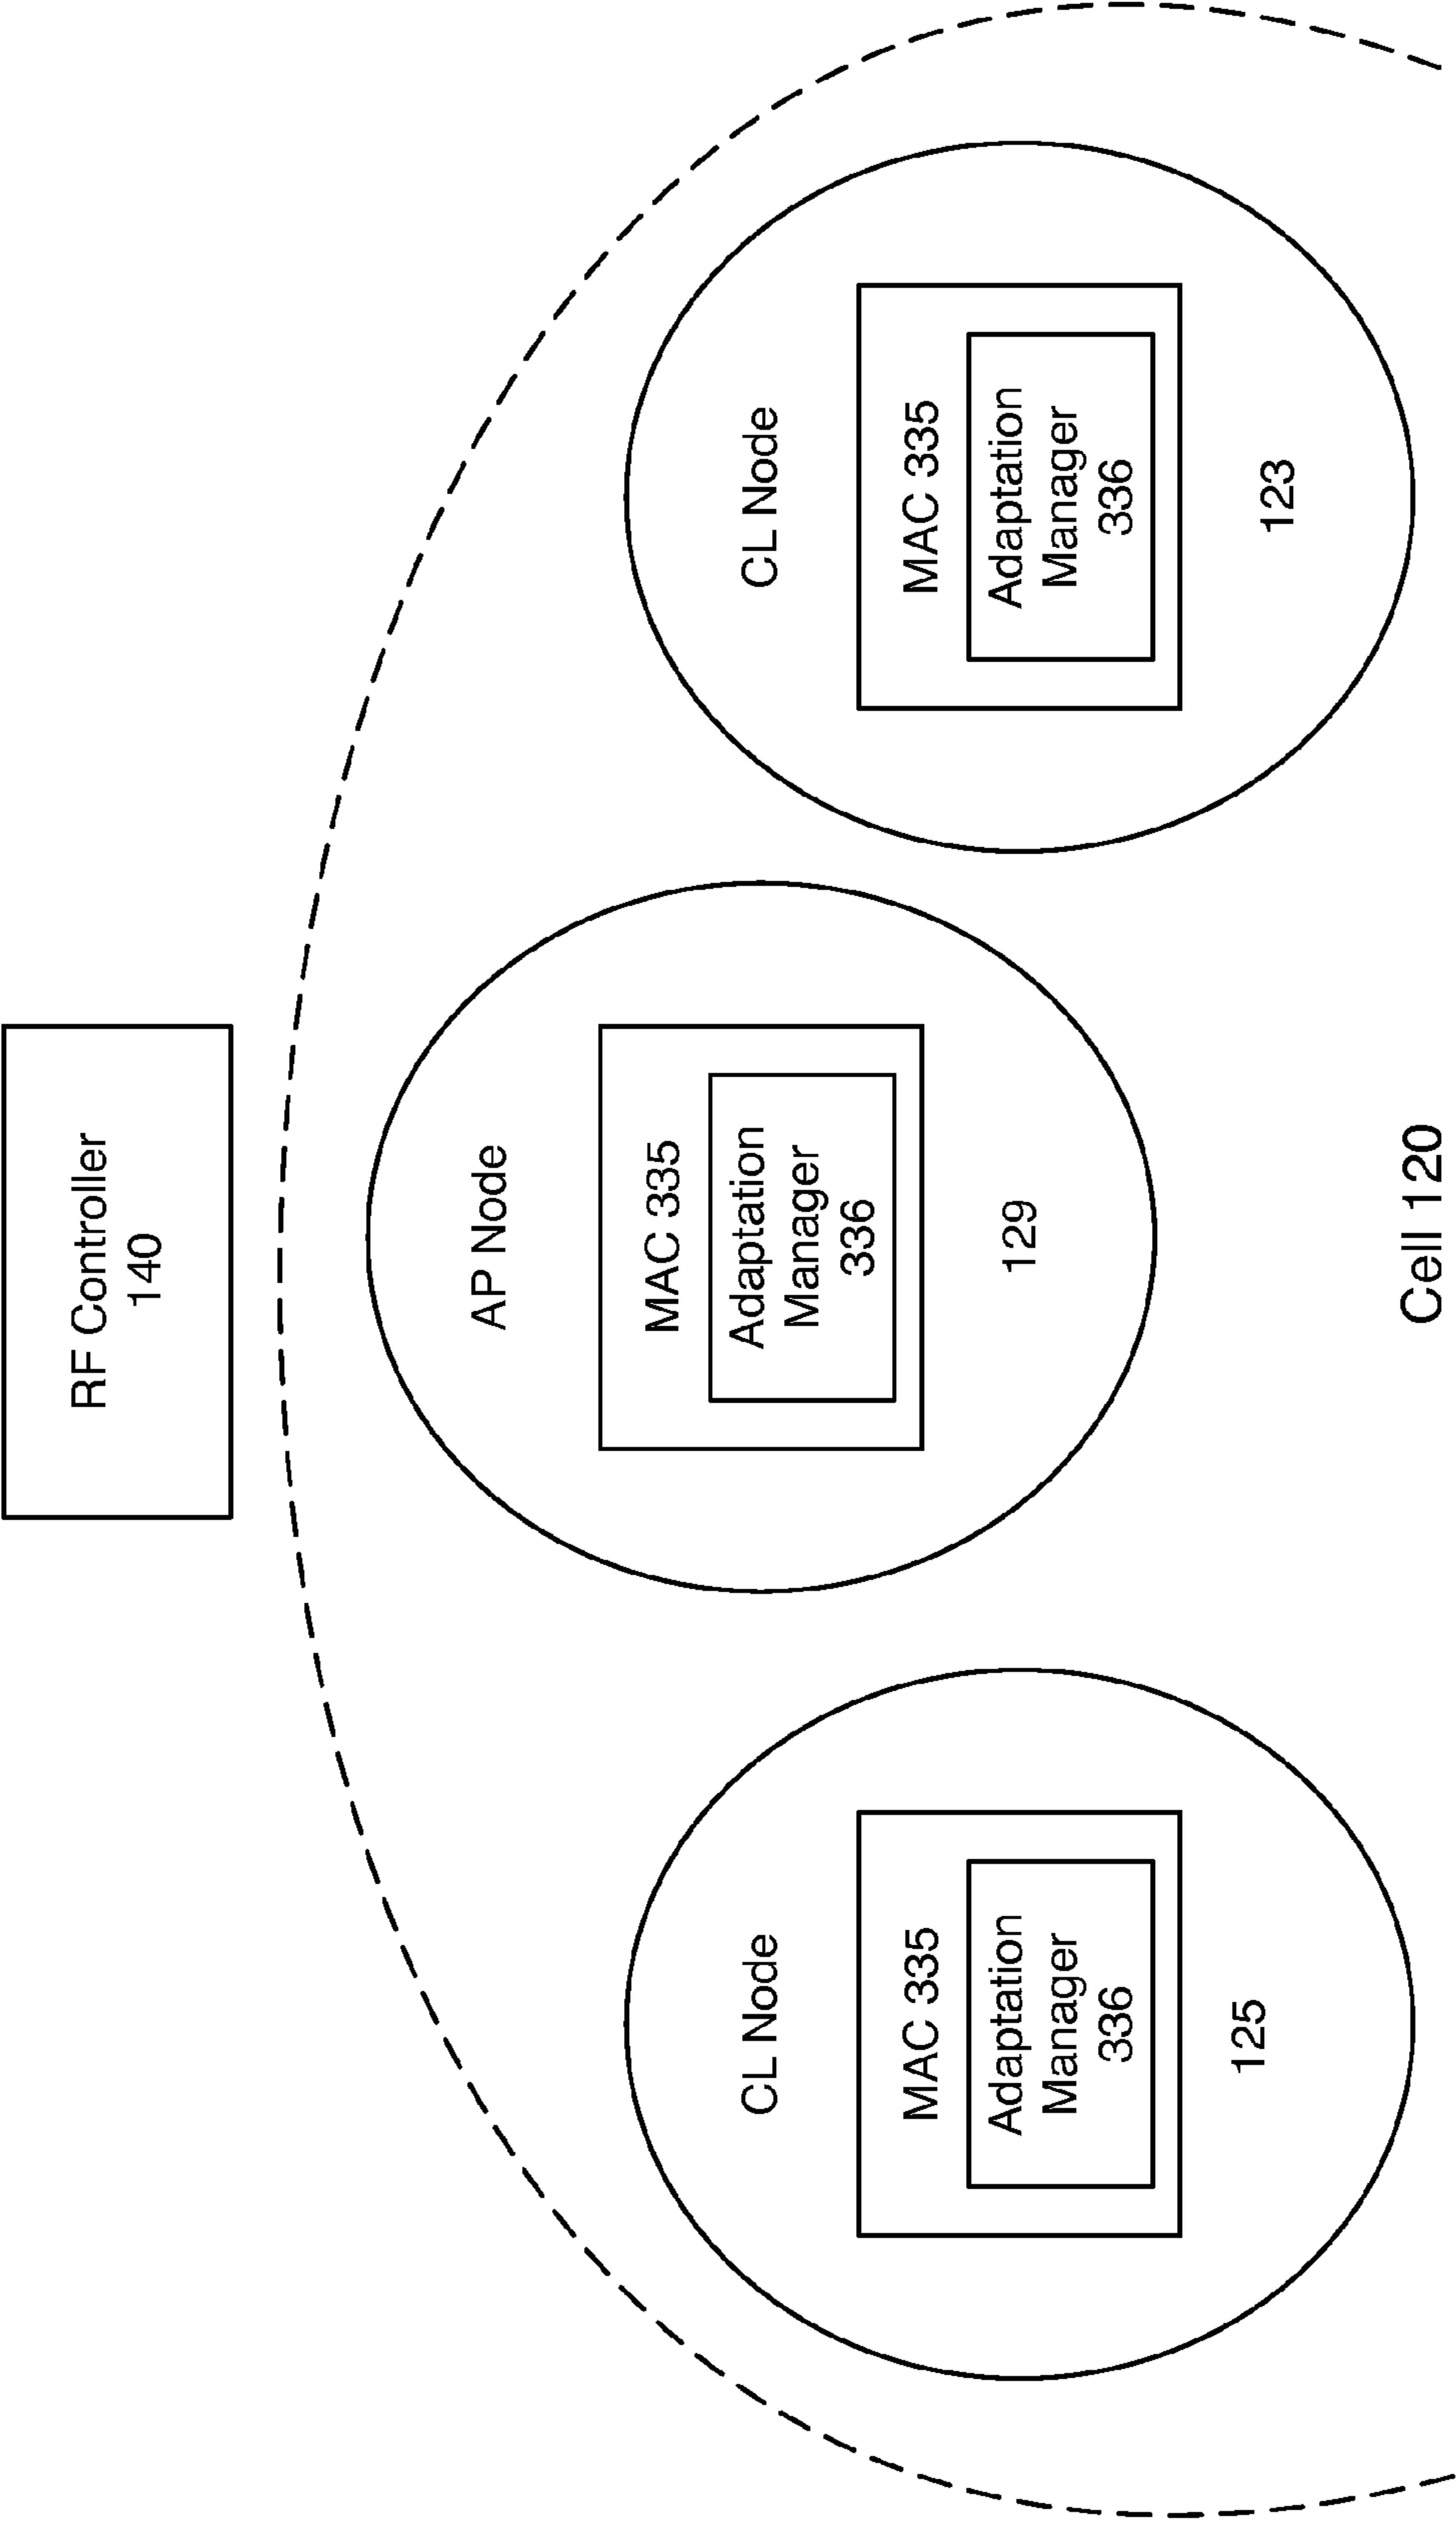 RF Controller
140
AP Node
MAC 335
Adaptation
Manager
336
129
CL Node
MAC 335
Adaptation
Manager
336
125
CL Node
MAC 335
Adaptation
Manager
336
123
Cell 120